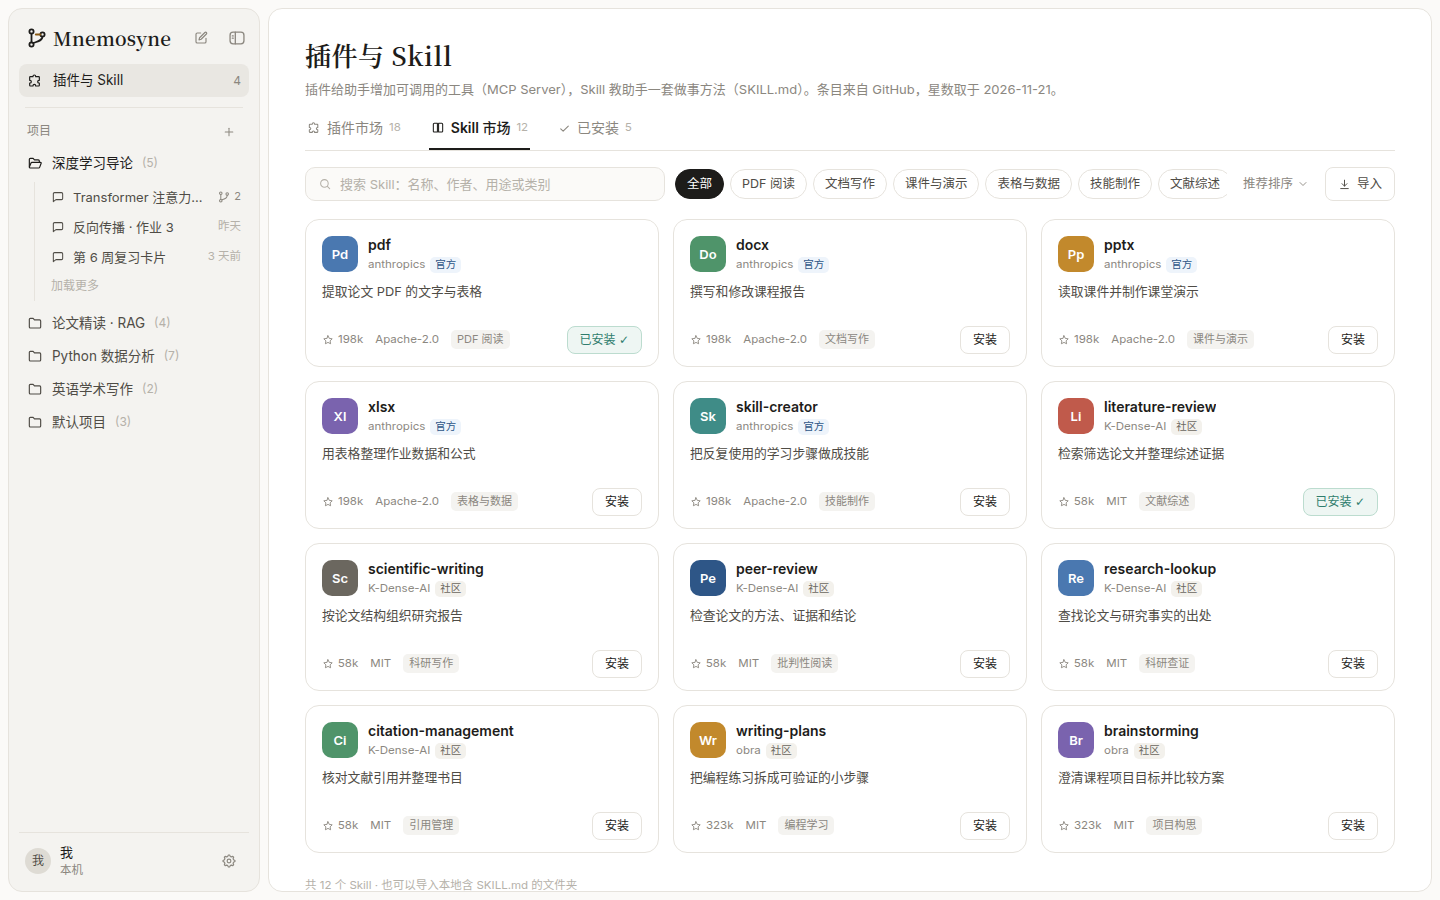 Mnemosyne
插件与 Skill 4
项目
深度学习导论 (5)
Transformer 注意力... 2
反向传播 · 作业 3 昨天
第 6 周复习卡片 3 天前
加载更多
论文精读 · RAG (4)
Python 数据分析 (7)
英语学术写作 (2)
默认项目 (3)
我 我
本机
插件与 Skill
插件给助手增加可调用的工具（MCP Server），Skill 教助手一套做事方法（SKILL.md）。条目来自 GitHub，星数取于 2026-11-21。
插件市场 18 Skill 市场 12 已安装 5
搜索 Skill：名称、作者、用途或类别 全部 PDF 阅读 文档写作 课件与演示 表格与数据 技能制作 文献综述 推荐排序 导入
Pd pdf
anthropics 官方
提取论文 PDF 的文字与表格
198k Apache-2.0 PDF 阅读 已安装 ✓
Do docx
anthropics 官方
撰写和修改课程报告
198k Apache-2.0 文档写作 安装
Pp pptx
anthropics 官方
读取课件并制作课堂演示
198k Apache-2.0 课件与演示 安装
Xl xlsx
anthropics 官方
用表格整理作业数据和公式
198k Apache-2.0 表格与数据 安装
Sk skill-creator
anthropics 官方
把反复使用的学习步骤做成技能
198k Apache-2.0 技能制作 安装
Li literature-review
K-Dense-AI 社区
检索筛选论文并整理综述证据
58k MIT 文献综述 已安装 ✓
Sc scientific-writing
K-Dense-AI 社区
按论文结构组织研究报告
58k MIT 科研写作 安装
Pe peer-review
K-Dense-AI 社区
检查论文的方法、证据和结论
58k MIT 批判性阅读 安装
Re research-lookup
K-Dense-AI 社区
查找论文与研究事实的出处
58k MIT 科研查证 安装
Ci citation-management
K-Dense-AI 社区
核对文献引用并整理书目
58k MIT 引用管理 安装
Wr writing-plans
obra 社区
把编程练习拆成可验证的小步骤
323k MIT 编程学习 安装
Br brainstorming
obra 社区
澄清课程项目目标并比较方案
323k MIT 项目构思 安装
共 12 个 Skill · 也可以导入本地含 SKILL.md 的文件夹